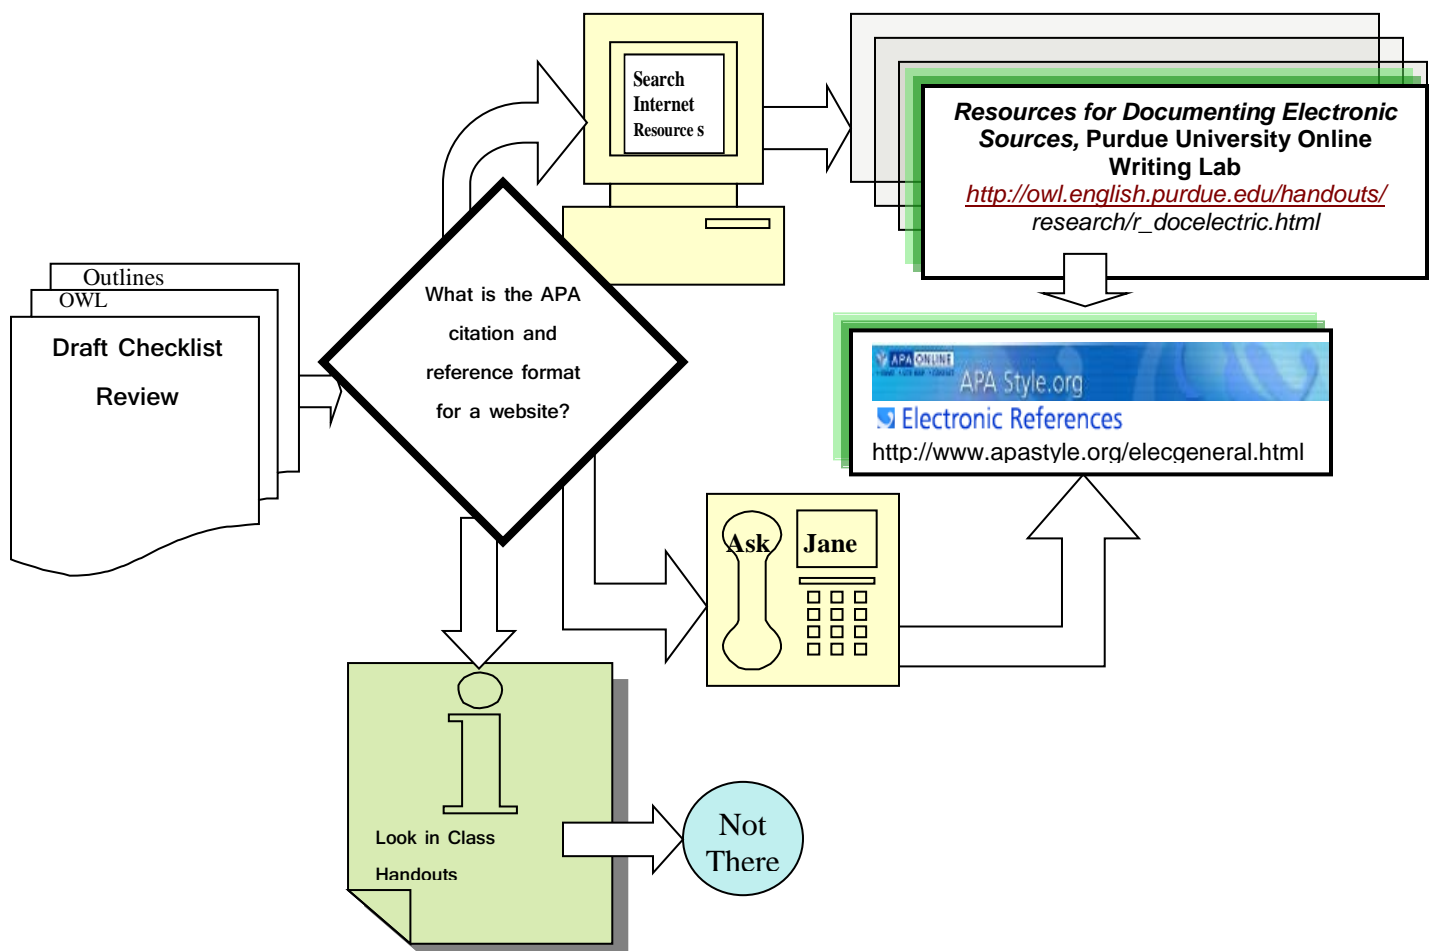 Outlines
OWL
Draft Checklist
Review
What is the APA
citation and
reference format
for a website?
Search
Internet
Resource s
Resources for Documenting Electronic
Sources, Purdue University Online
Writing Lab
http://owl.english.purdue.edu/handouts/
research/r_docelectric.html
APA ONLINE
APA Style.org
Electronic References
http://www.apastyle.org/elecgeneral.html
Ask Jane
Look in Class
Handouts
Not
There